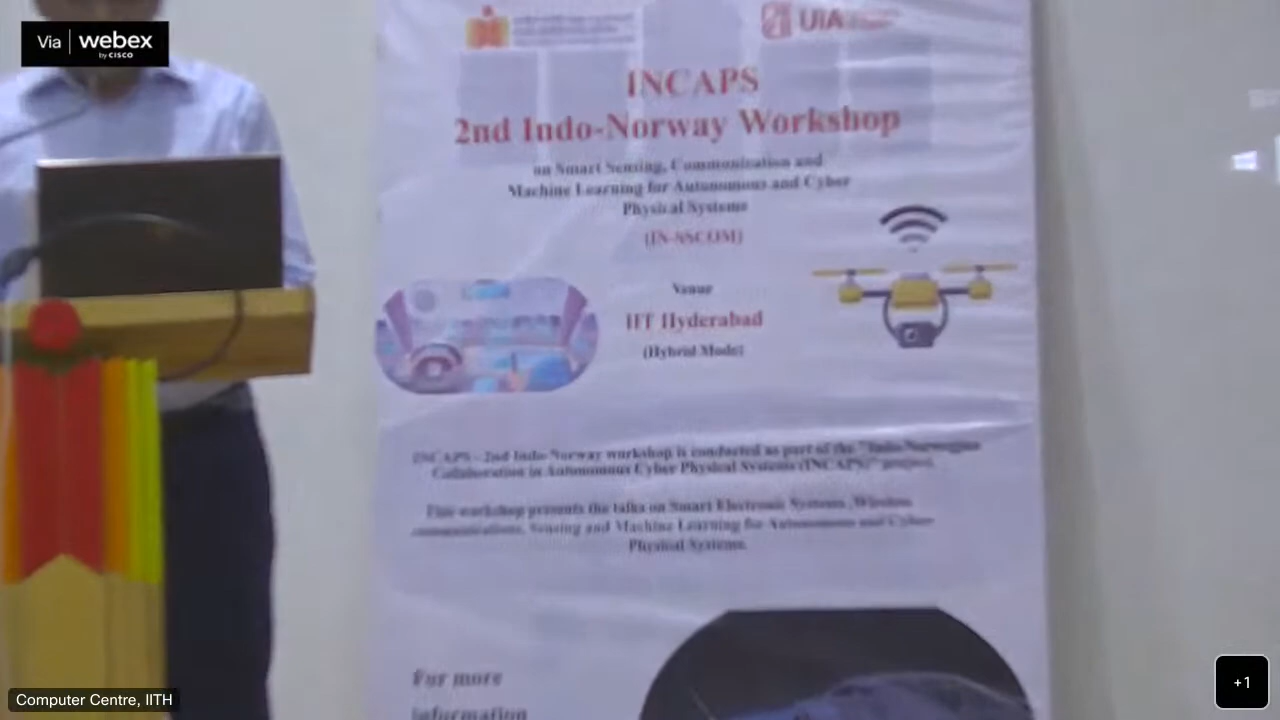 Via webex
by CISCO
UiA
INCAPS
2nd Indo-Norway Workshop
on Smart Sensing, Communication and
Machine Learning for Autonomous and Cyber
Physical Systems
(IN-SSCOM)
Venue
IIT Hyderabad
(Hybrid Mode)
INCAPS - 2nd Indo-Norway workshop is conducted as part of the "Indo-Norwegian
Collaboration in Autonomous Cyber Physical Systems (INCAPS)" project.
This workshop presents the talks on Smart Electronic Systems, Wireless
communications, Sensing and Machine Learning for Autonomous and Cyber
Physical Systems.
For more
information
Computer Centre, IITH
+1